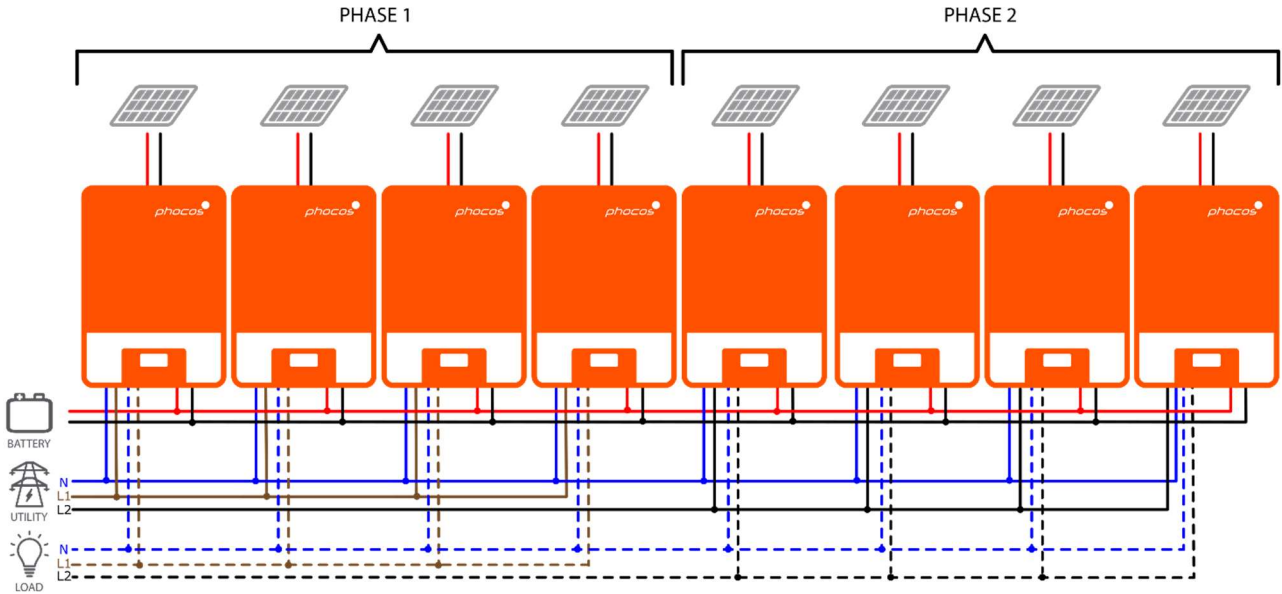 PHASE 1 PHASE 2
phocos phocos phocos phocos phocos phocos phocos phocos
BATTERY
N
L1
L2
UTILITY
N
L1
L2
LOAD